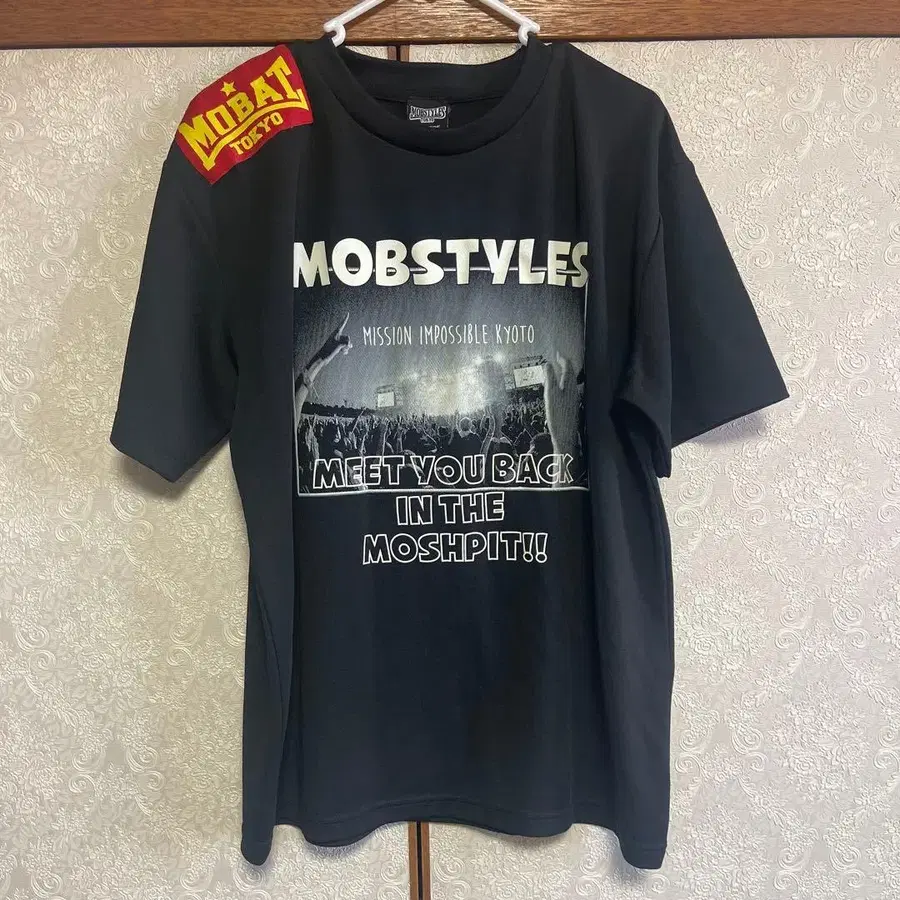 MOBAT
TOKYO
MOBSTYLES
MOBSTYLES
MISSION IMPOSSIBLE KYOTO
MEET YOU BACK
IN THE
MOSHPIT!!